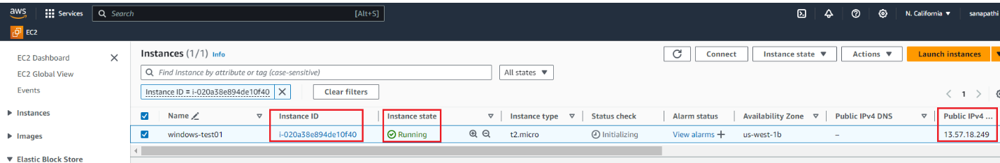 aws
Services
Search
[Alt+S]
N. California ▼
sanapathi
EC2
EC2 Dashboard
EC2 Global View
Events
▶ Instances
▶ Images
▼ Elastic Block Store
Instances (1/1) Info
Connect
Instance state ▼
Actions ▼
Launch instances
Find Instance by attribute or tag (case-sensitive)
All states ▼
Instance ID = i-020a38e894de10f40
Clear filters
< 1 >
Name
Instance ID
Instance state
Instance type
Status check
Alarm status
Availability Zone
Public IPv4 DNS
Public IPv4 ...
windows-test01
i-020a38e894de10f40
Running
t2.micro
Initializing
View alarms +
us-west-1b
–
13.57.18.249